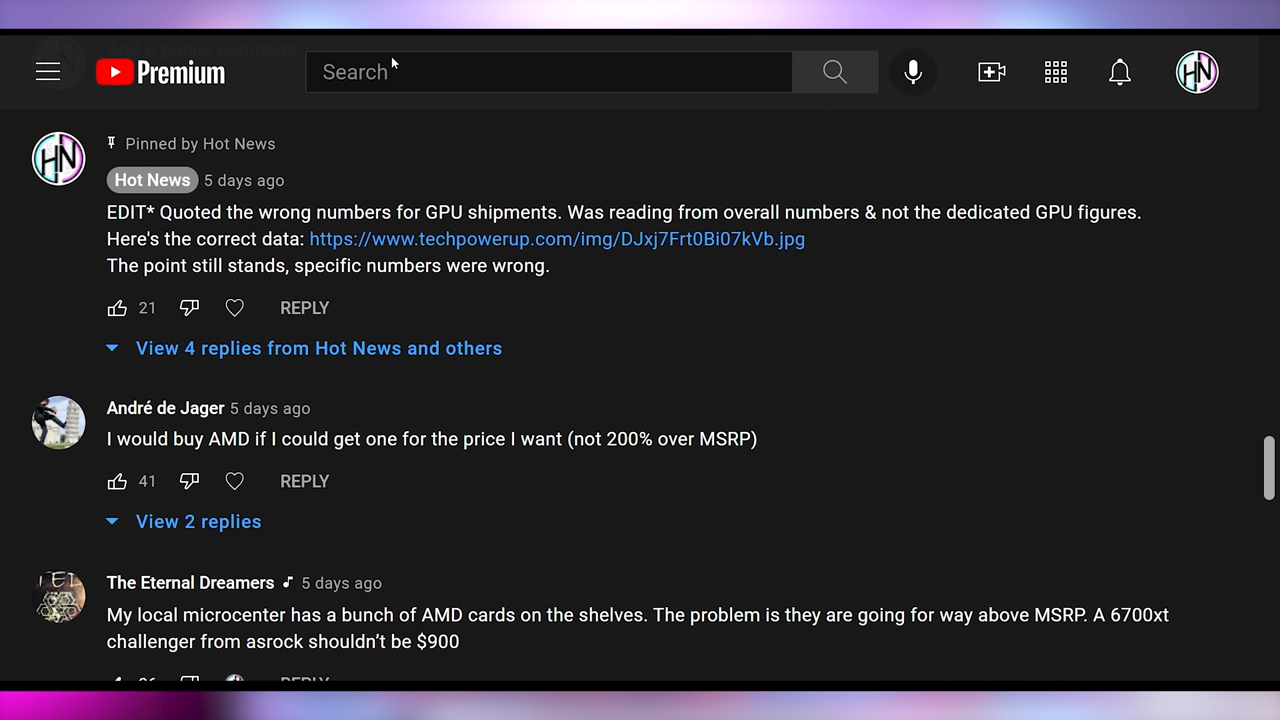 Premium
Search
HN
HN
Pinned by Hot News
Hot News 5 days ago
EDIT* Quoted the wrong numbers for GPU shipments. Was reading from overall numbers & not the dedicated GPU figures.
Here's the correct data: https://www.techpowerup.com/img/DJxj7Frt0Bi07kVb.jpg
The point still stands, specific numbers were wrong.
21 REPLY
View 4 replies from Hot News and others
André de Jager 5 days ago
I would buy AMD if I could get one for the price I want (not 200% over MSRP)
41 REPLY
View 2 replies
The Eternal Dreamers 5 days ago
My local microcenter has a bunch of AMD cards on the shelves. The problem is they are going for way above MSRP. A 6700xt
challenger from asrock shouldn’t be $900
REPLY